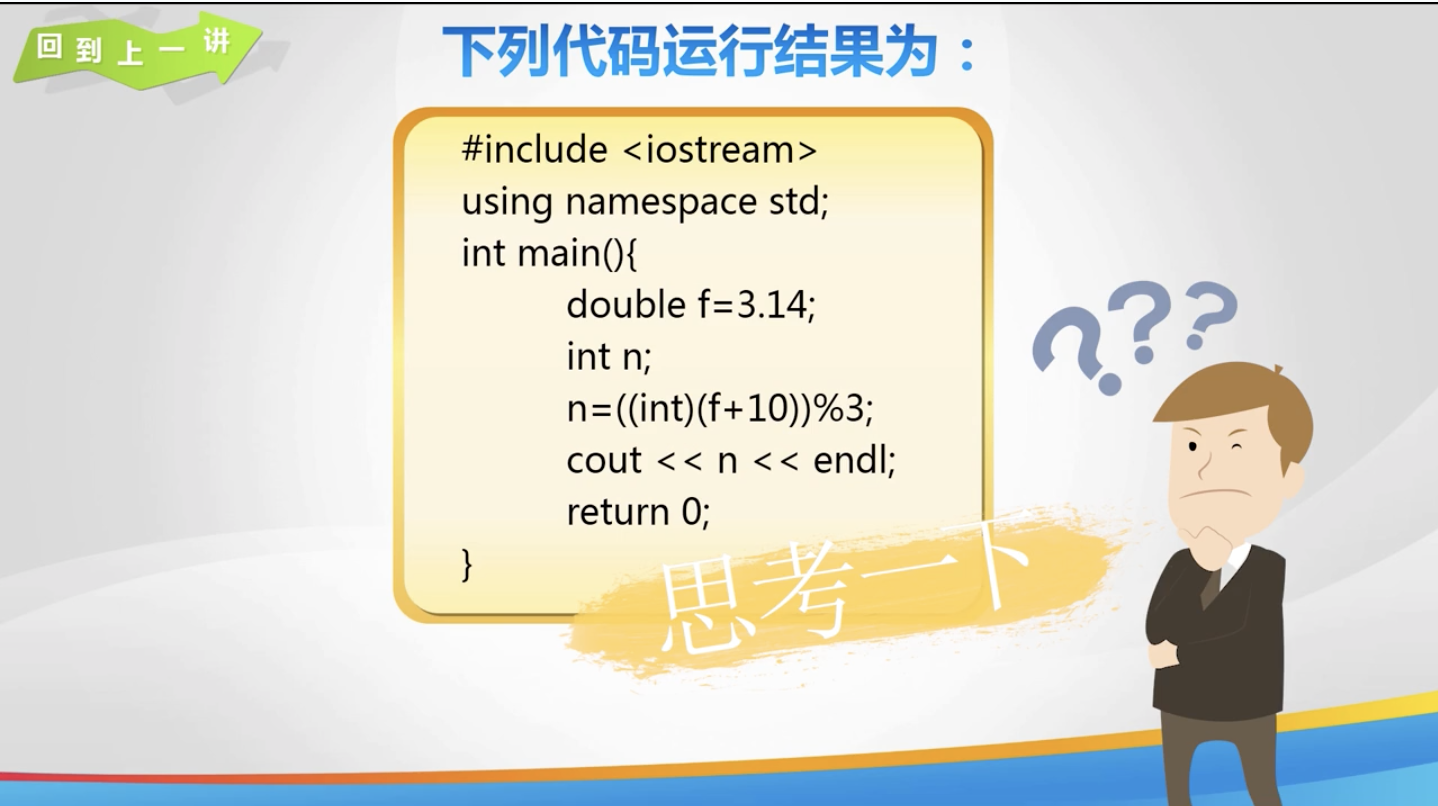 回到上一讲
下列代码运行结果为：
#include <iostream>
using namespace std;
int main(){
double f=3.14;
int n;
n=((int)(f+10))%3;
cout << n << endl;
return 0;
}
思考一下
???